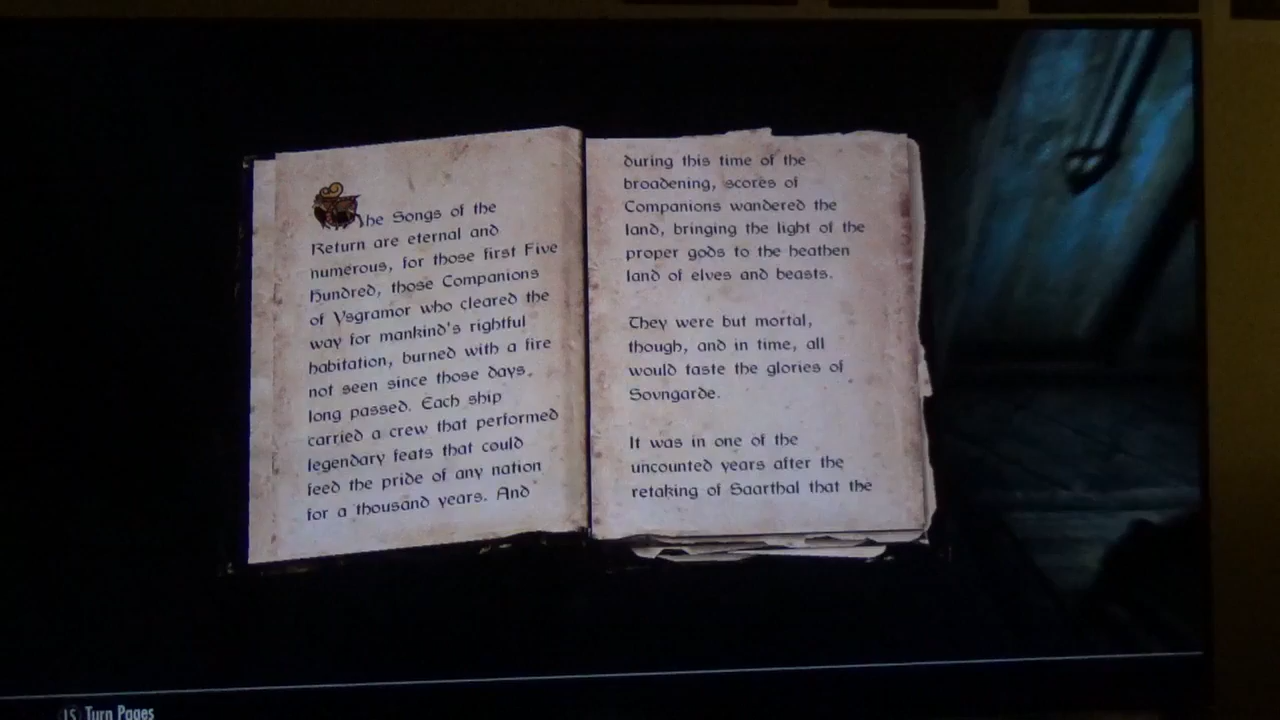 The Songs of the
Return are eternal and
numerous, for those first Five
Hundred, those Companions
of Ysgramor who cleared the
way for mankind's rightful
habitation, burned with a fire
not seen since those days,
long passed. Each ship
carried a crew that performed
legendary feats that could
feed the pride of any nation
for a thousand years. And
during this time of the
broadening, scores of
Companions wandered the
land, bringing the light of the
proper gods to the heathen
land of elves and beasts.
They were but mortal,
though, and in time, all
would taste the glories of
Sovngarde.
It was in one of the
uncounted years after the
retaking of Saarthal that the
LS Turn Pages